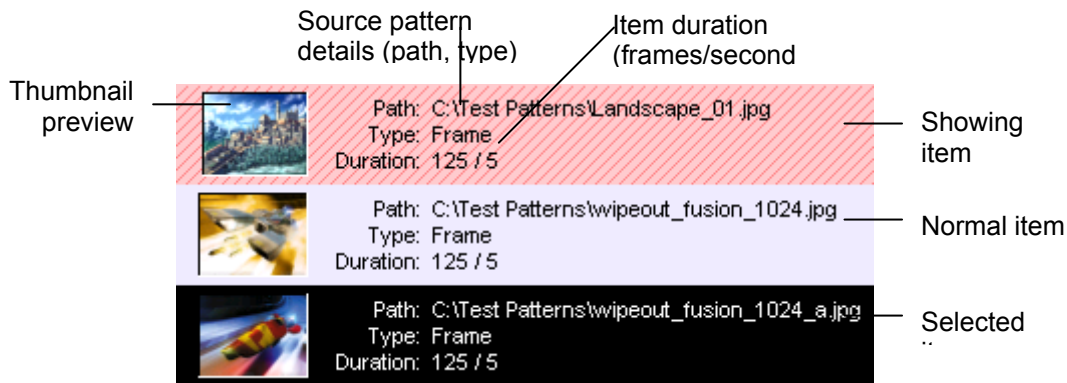 Source pattern
details (path, type)
Item duration
(frames/second
Thumbnail
preview
Path: C:\Test Patterns\Landscape_01.jpg
Type: Frame
Duration: 125 / 5
Showing
item
Path: C:\Test Patterns\wipeout_fusion_1024.jpg
Type: Frame
Duration: 125 / 5
Normal item
Path: C:\Test Patterns\wipeout_fusion_1024_a.jpg
Type: Frame
Duration: 125 / 5
Selected